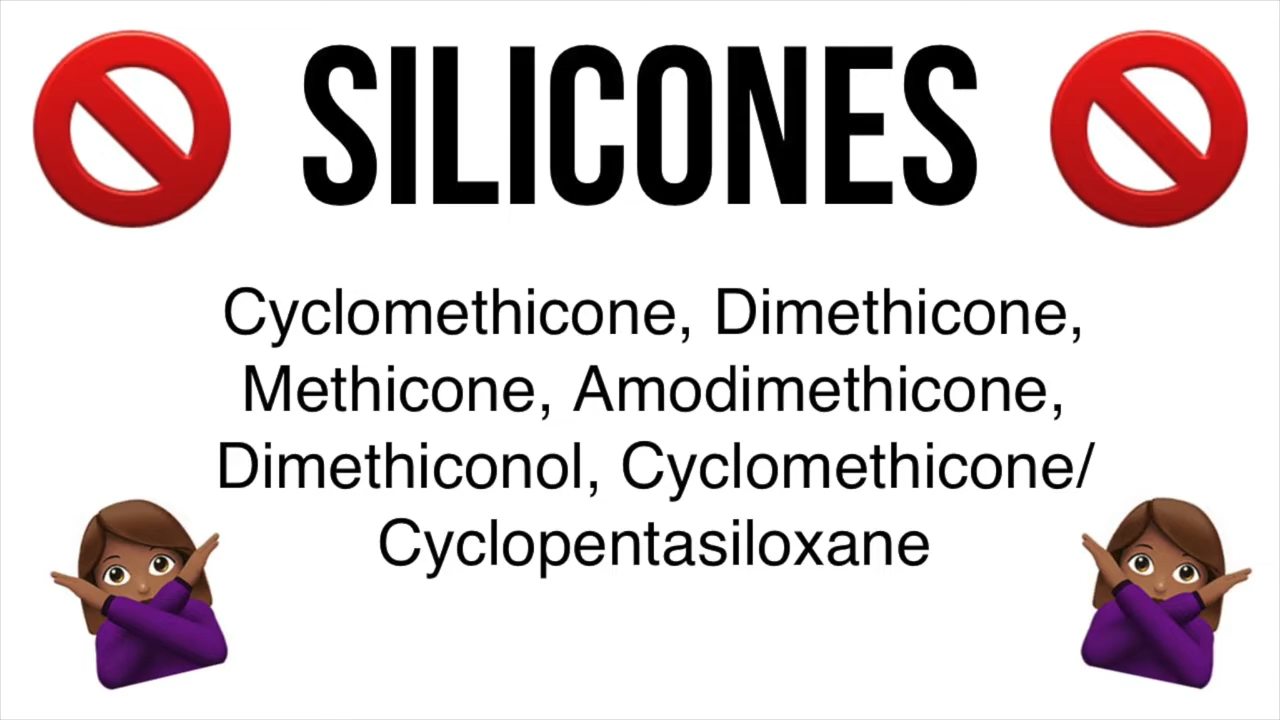 SILICONES
Cyclomethicone, Dimethicone,
Methicone, Amodimethicone,
Dimethiconol, Cyclomethicone/
Cyclopentasiloxane